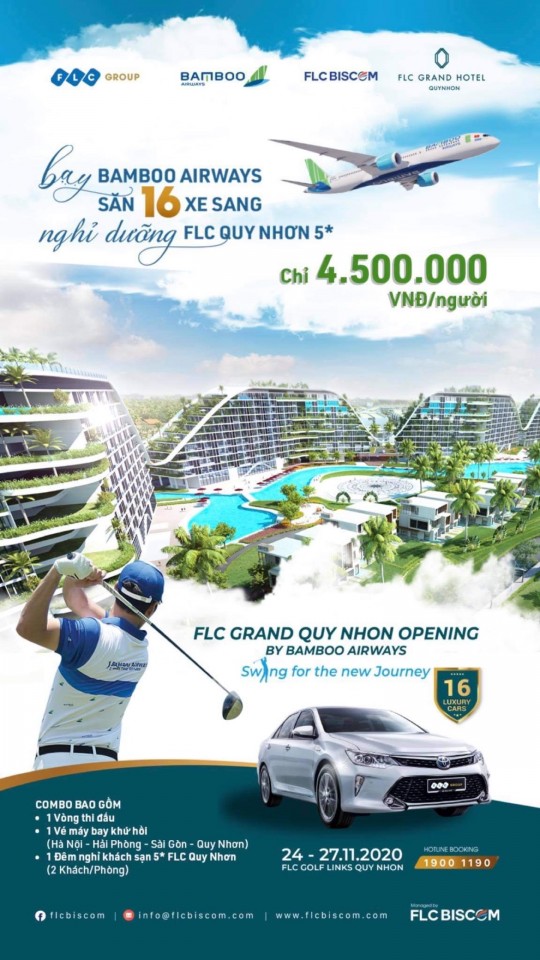 FLC GROUP
BAMBOO
AIRWAYS
FLC BISCOM
FLC GRAND HOTEL
QUYNHON
bay BAMBOO AIRWAYS
SĂN 16 XE SANG
nghỉ dưỡng FLC QUY NHƠN 5*
Chỉ 4.500.000
VNĐ/người
FLC GRAND QUY NHON OPENING
BY BAMBOO AIRWAYS
Swing for the new Journey
16
LUXURY
CARS
COMBO BAO GỒM
• 1 Vòng thi đấu
• 1 Vé máy bay khứ hồi
(Hà Nội - Hải Phòng - Sài Gòn - Quy Nhơn)
• 1 Đêm nghỉ khách sạn 5* FLC Quy Nhơn
(2 Khách/Phòng)
24 - 27.11.2020
FLC GOLF LINKS QUY NHON
HOTLINE BOOKING
1900 1190
flcbiscom | info@flcbiscom.com | www.flcbiscom.com
Managed by
FLC BISCOM